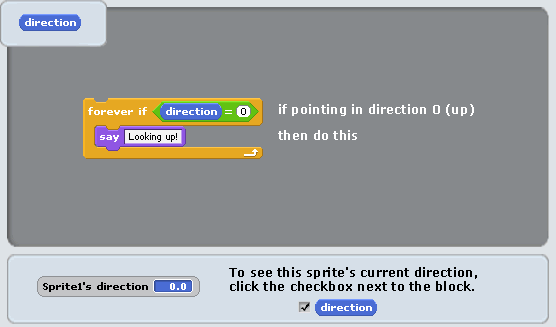 direction
forever if direction = 0
if pointing in direction 0 (up)
say Looking up!
then do this
Sprite1's direction 0.0
To see this sprite's current direction,
click the checkbox next to the block.
direction